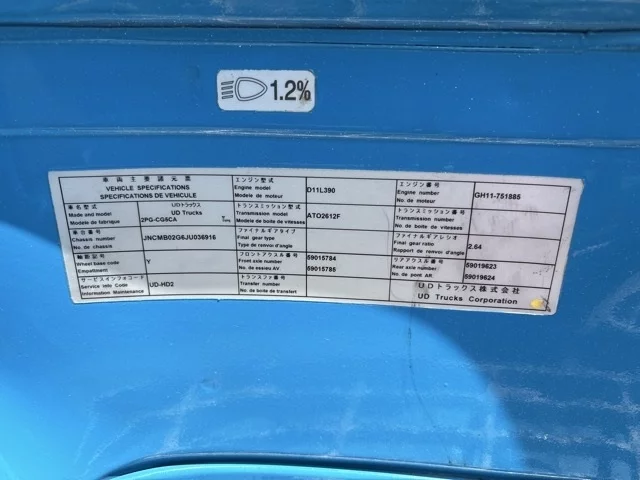 1.2%
車両主要諸元票
VEHICLE SPECIFICATIONS
SPECIFICATIONS DE VEHICULE
エンジン型式
Engine model
Modele de moteur
D11L390
エンジン番号
Engine number
No. de moteur
GH11-751885
車名型式
Make and model
Modele de fabrique
UDトラックス
UD Trucks
2PG-CG5CA
トランスミッション型式
Transmission model
Modele de boite de vitesses
ATO2612F
トランスミッション番号
Transmission number
No. de boite de vitesses
車台番号
Chassis number
No. de chassis
JNCMB02G6JU036916
ファイナルギアタイプ
Final gear type
Type de renvoi d'angle
ファイナルギアレシオ
Final gear ratio
Rapport de renvoi d'angle
2.64
軸距記号
Wheel base code
Empattement
Y
フロントアクスル番号
Front axle number
No. de essieu AV
59015784
59015785
リアアクスル番号
Rear axle number
No. de pont AR
59019623
59019624
サービスインフォコード
Service info Code
Information Maintenance
UD-HD2
トランスファ番号
Transfer number
No. de boite de transfert
UDトラックス株式会社
UD Trucks Corporation